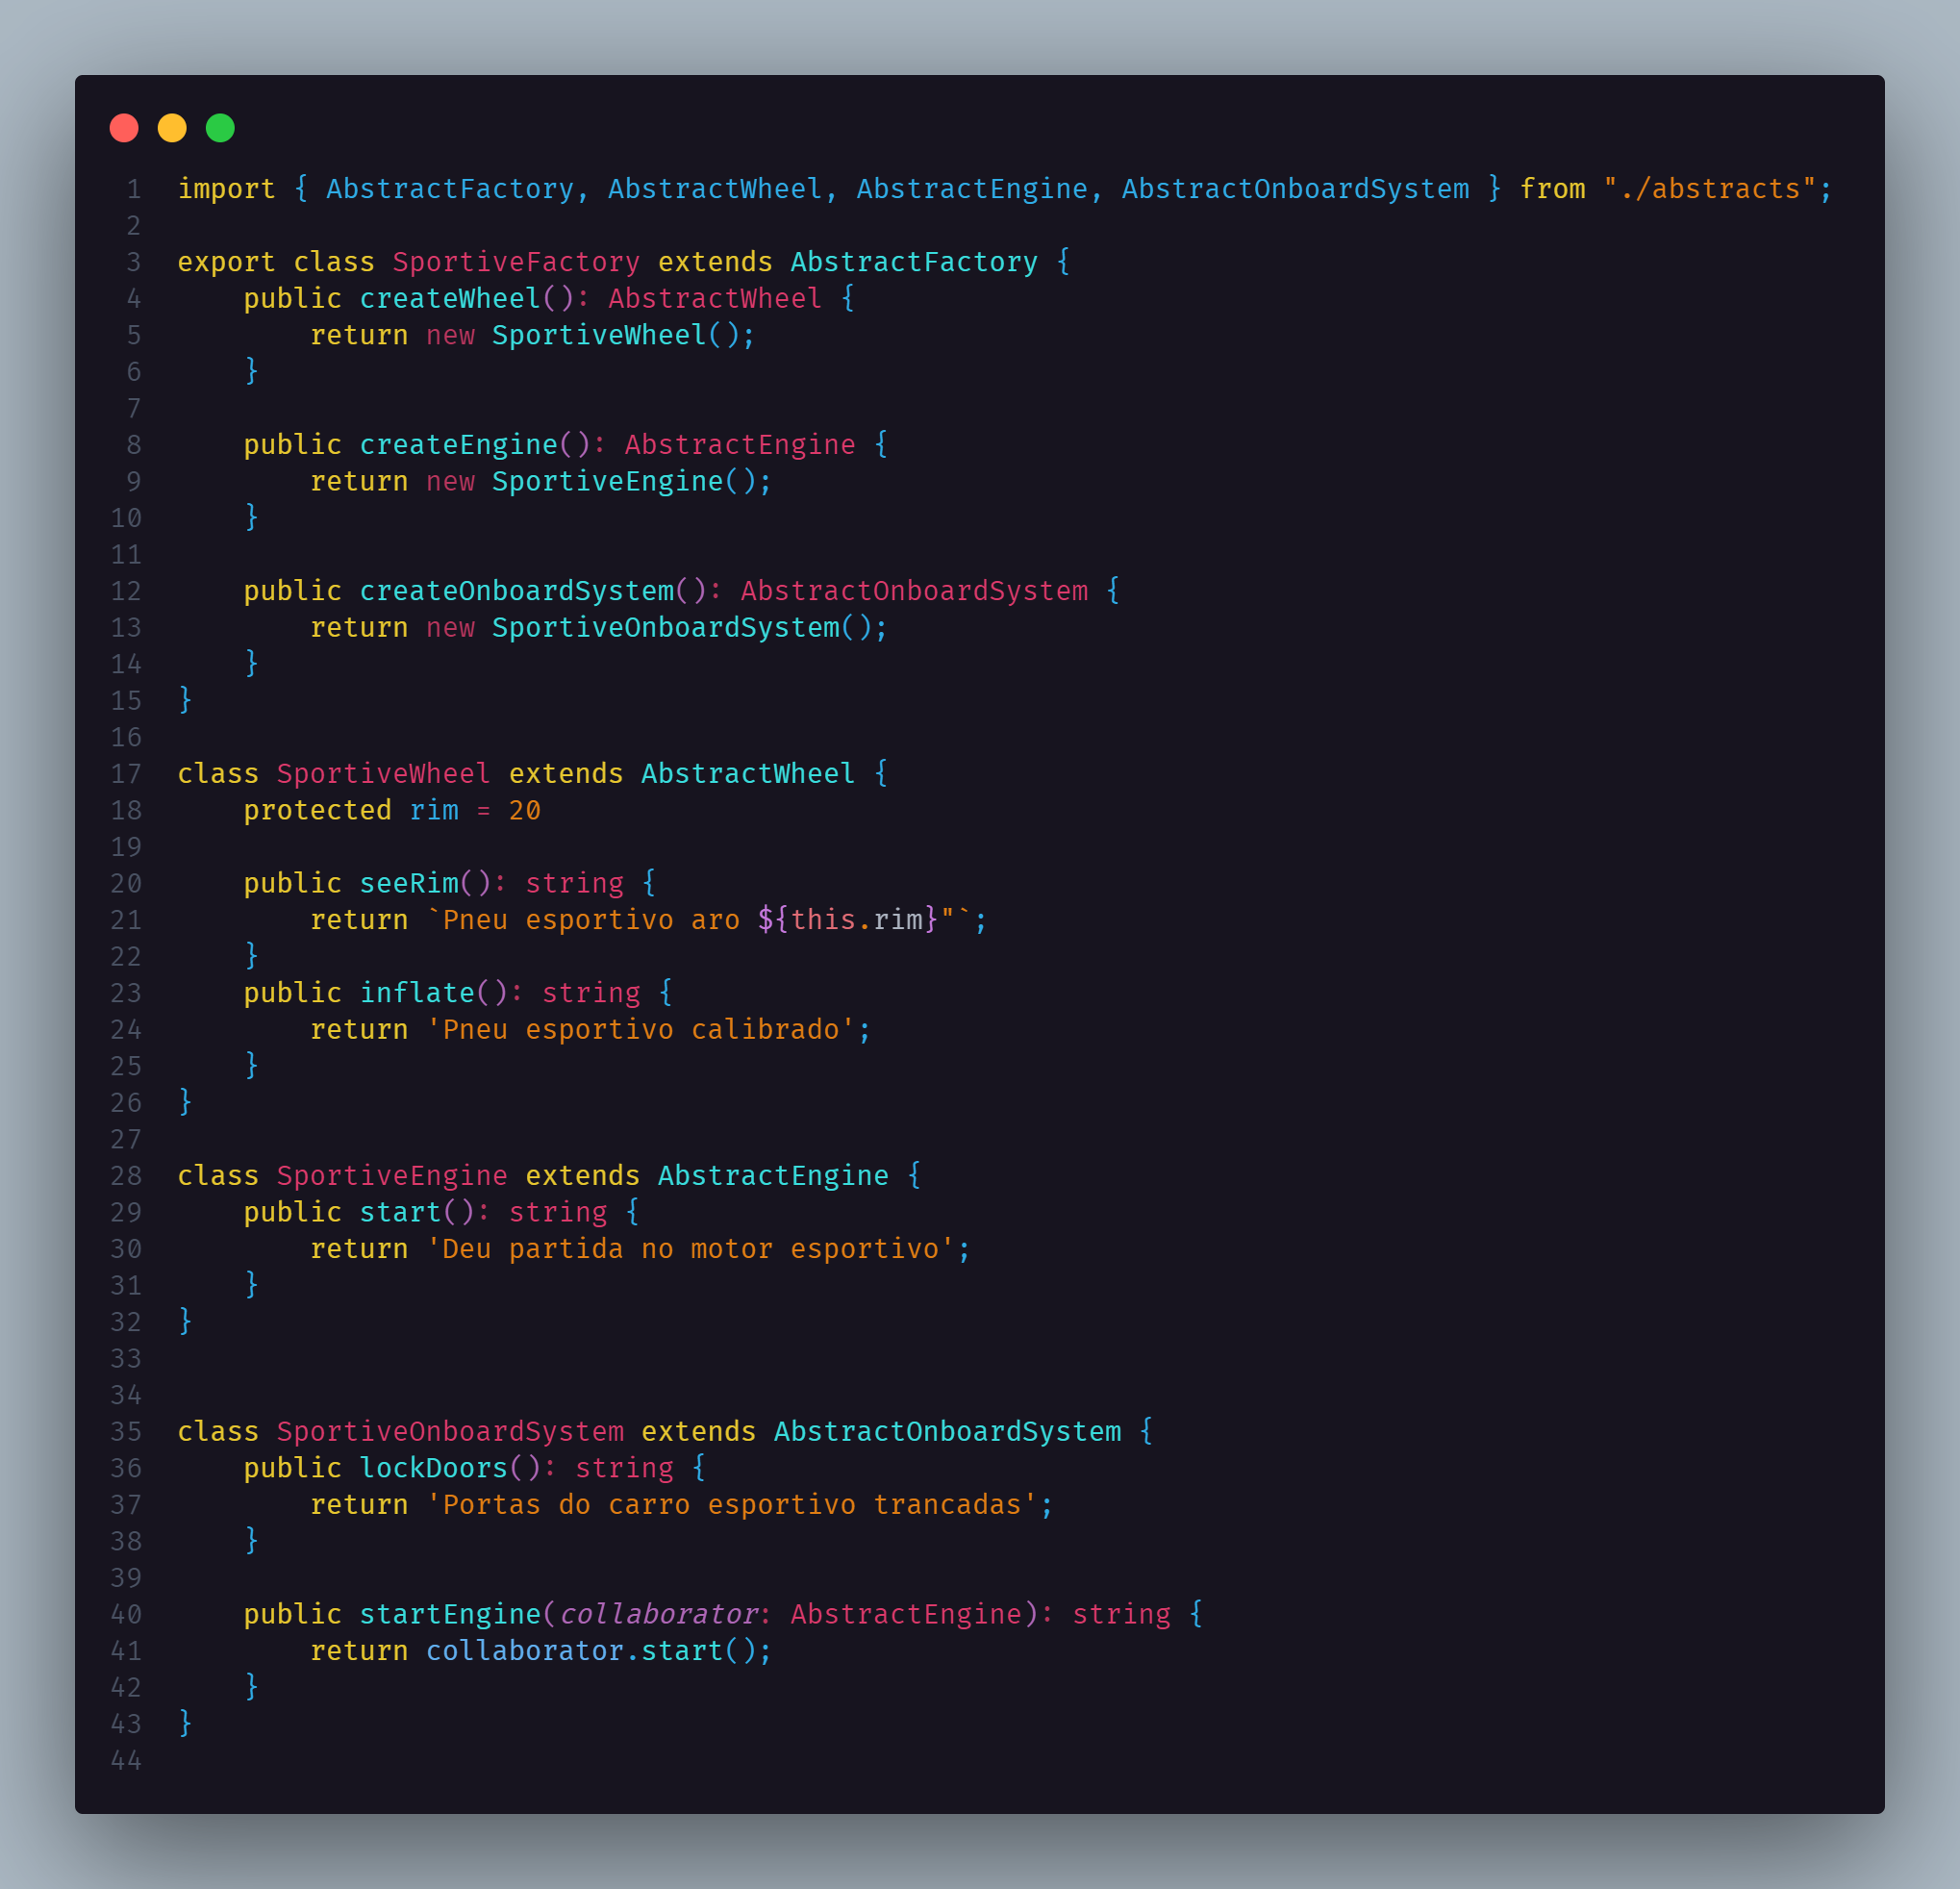 1 import { AbstractFactory, AbstractWheel, AbstractEngine, AbstractOnboardSystem } from "./abstracts";
2
3 export class SportiveFactory extends AbstractFactory {
4     public createWheel(): AbstractWheel {
5         return new SportiveWheel();
6     }
7
8     public createEngine(): AbstractEngine {
9         return new SportiveEngine();
10     }
11
12     public createOnboardSystem(): AbstractOnboardSystem {
13         return new SportiveOnboardSystem();
14     }
15 }
16
17 class SportiveWheel extends AbstractWheel {
18     protected rim = 20
19
20     public seeRim(): string {
21         return `Pneu esportivo aro ${this.rim}"`;
22     }
23     public inflate(): string {
24         return 'Pneu esportivo calibrado';
25     }
26 }
27
28 class SportiveEngine extends AbstractEngine {
29     public start(): string {
30         return 'Deu partida no motor esportivo';
31     }
32 }
33
34
35 class SportiveOnboardSystem extends AbstractOnboardSystem {
36     public lockDoors(): string {
37         return 'Portas do carro esportivo trancadas';
38     }
39
40     public startEngine(collaborator: AbstractEngine): string {
41         return collaborator.start();
42     }
43 }
44